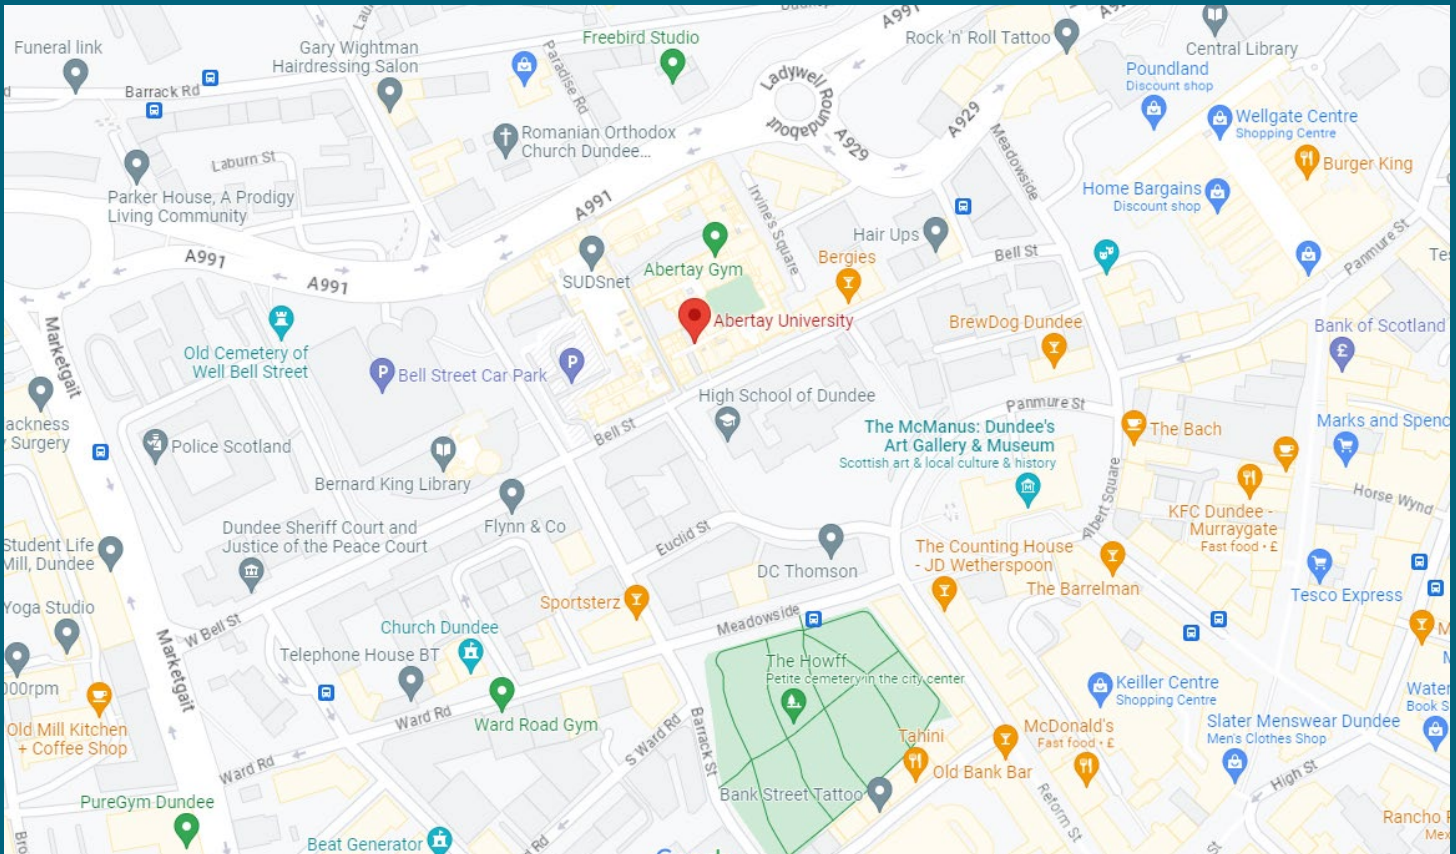 A991
A929
Funeral link
Gary Wightman
Hairdressing Salon
Paradise Rd
Freebird Studio
Rock 'n' Roll Tattoo
Central Library
Barrack Rd
Ladywell Roundabout
Poundland
Discount shop
A929
A929
Wellgate Centre
Shopping Centre
Romanian Orthodox
Church Dundee...
Laburn St
Meadowside
Burger King
Parker House, A Prodigy
Living Community
A991
Irvine's Square
Home Bargains
Discount shop
Hair Ups
Bell St
Panmure St
A991
A991
SUDSnet
Abertay Gym
Bergies
Abertay University
BrewDog Dundee
Bank of Scotland
£
Old Cemetery of
Well Bell Street
Marketgait
P
Bell Street Car Park
P
High School of Dundee
Panmure St
The McManus: Dundee's
Art Gallery & Museum
Scottish art & local culture & history
The Bach
Marks and Spenc
ackness
Surgery
Police Scotland
Bell St
Bernard King Library
Flynn & Co
Albert Square
KFC Dundee -
Murraygate
Fast food • £
Horse Wynd
Dundee Sheriff Court and
Justice of the Peace Court
Student Life
Mill, Dundee
Euclid St
DC Thomson
The Counting House
- JD Wetherspoon
The Barrelman
Tesco Express
Yoga Studio
Sportsterz
W Bell St
Church Dundee
Meadowside
Telephone House BT
Marketgait
000rpm
The Howff
Petite cemetery in the city center
Keiller Centre
Shopping Centre
Water
Book S
Old Mill Kitchen
+ Coffee Shop
Ward Rd
Ward Road Gym
S Ward Rd
Barrack St
Tahini
McDonald's
Fast food • £
Slater Menswear Dundee
Men's Clothes Shop
Old Bank Bar
Ward Rd
Bank Street Tattoo
High St
PureGym Dundee
Reform St
Rancho
Mex
Beat Generator
Rd
St